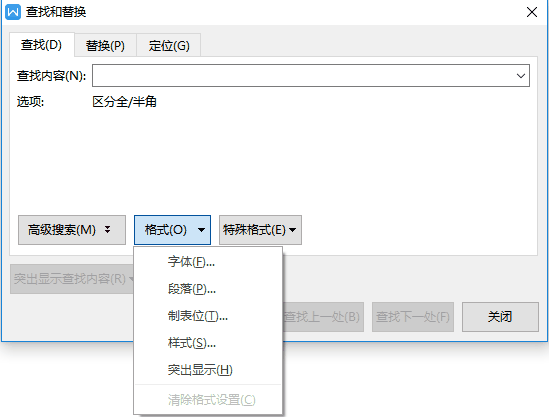 查找和替换
查找(D) 替换(P) 定位(G)
查找内容(N):
选项: 区分全/半角
高级搜索(M) 格式(O) 特殊格式(E)
字体(F)...
突出显示查找内容(R)
段落(P)...
制表位(T)...
查找上一处(B) 查找下一处(F) 关闭
样式(S)...
突出显示(H)
清除格式设置(C)